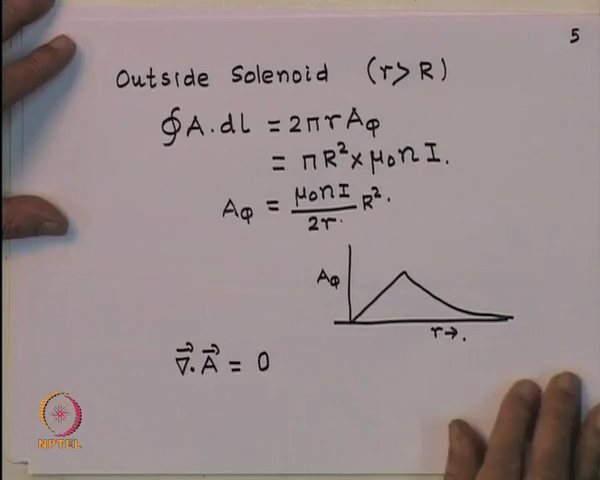 5
Outside Solenoid (r > R)
∮A.dl = 2πrAφ
= πR² × μ₀nI.
Aφ = μ₀nI / 2r. R².
Aφ
r→.
∇⃗.A⃗ = 0
NPTEL